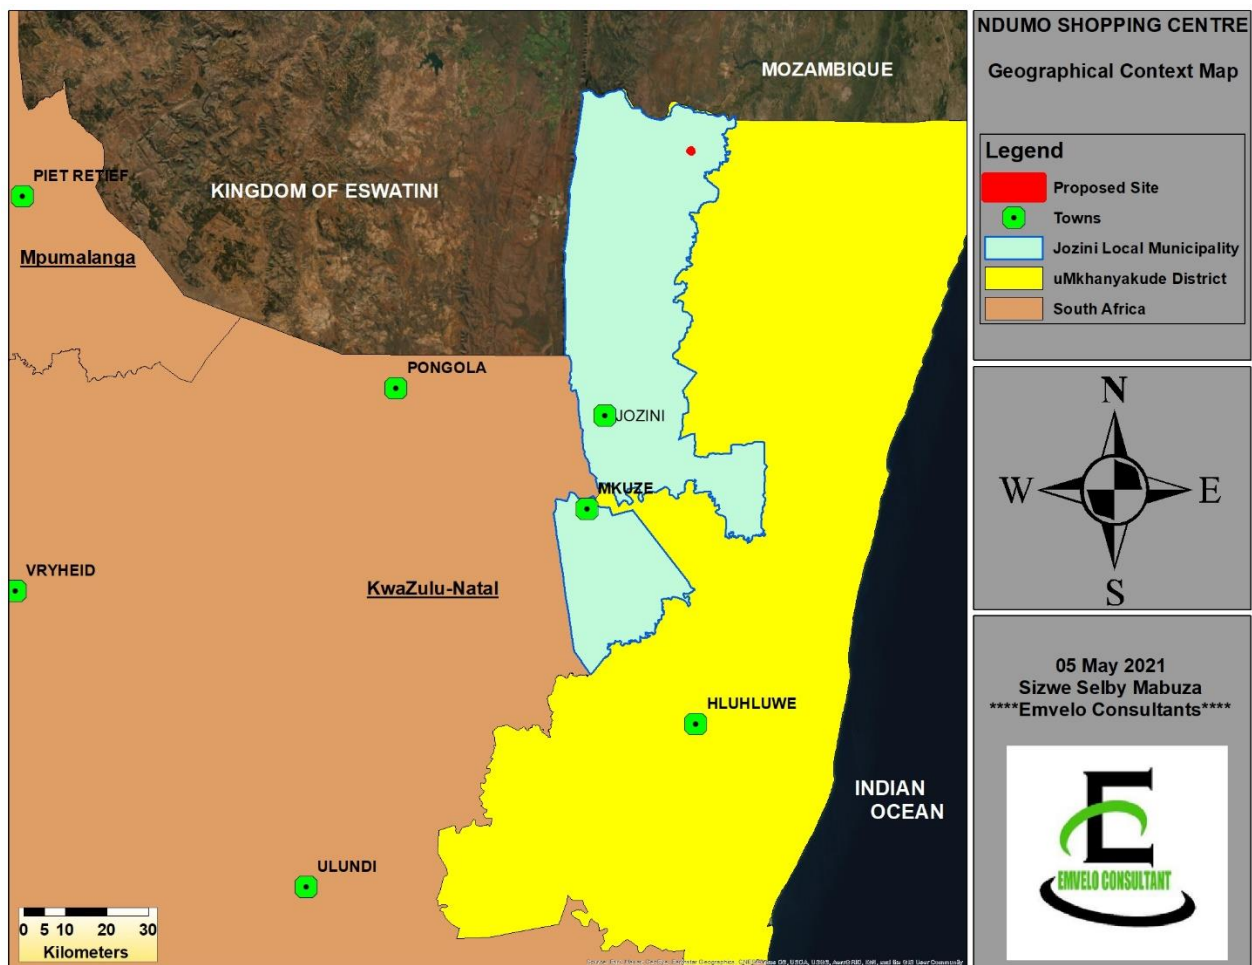 MOZAMBIQUE
PIET RETIEF
KINGDOM OF ESWATINI
Mpumalanga
PONGOLA
JOZINI
MKUZE
VRYHEID
KwaZulu-Natal
HLUHLUWE
INDIAN
OCEAN
ULUNDI
0 5 10 20 30
Kilometers
NDUMO SHOPPING CENTRE
Geographical Context Map
Legend
Proposed Site
Towns
Jozini Local Municipality
uMkhanyakude District
South Africa
N
W
E
S
05 May 2021
Sizwe Selby Mabuza
****Emvelo Consultants****
E
EMVELO CONSULTANT